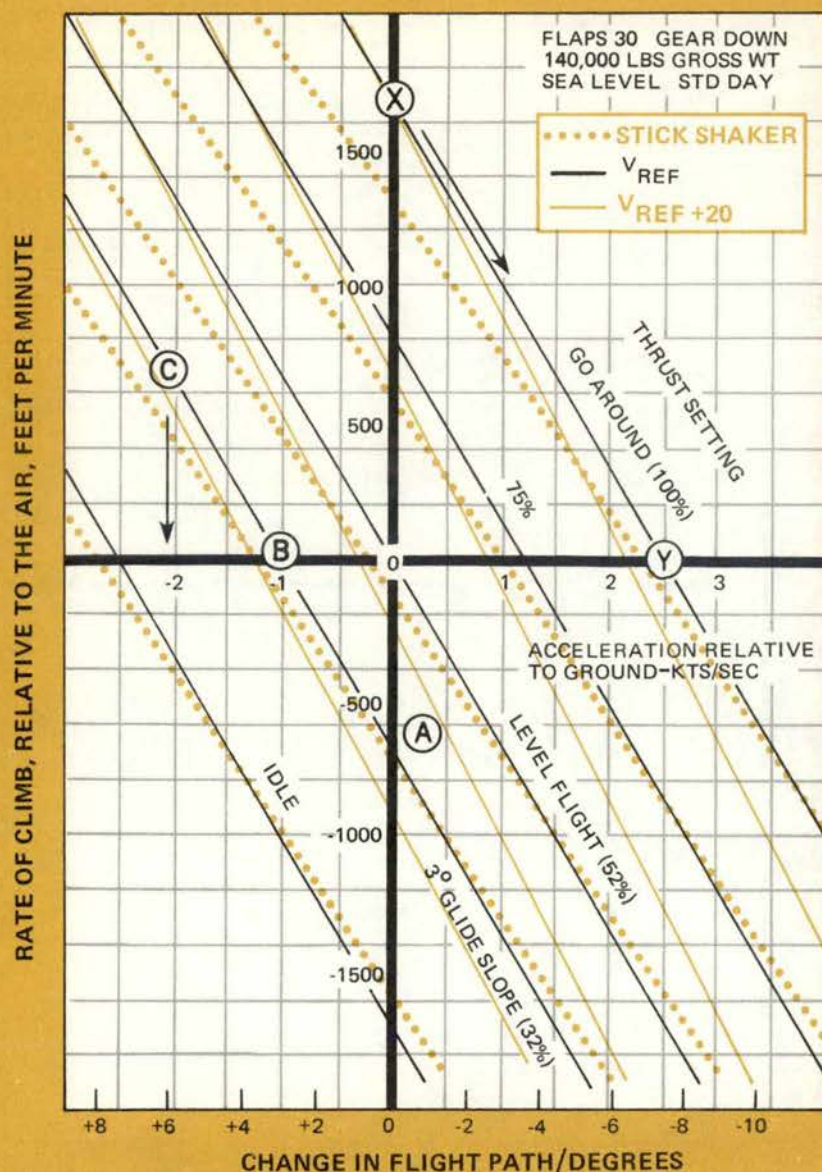 FLAPS 30 GEAR DOWN
140,000 LBS GROSS WT
SEA LEVEL STD DAY
STICK SHAKER
VREF
VREF +20
X
1500
1000
500
C
B
0
Y
-2
-1
1
2
3
THRUST SETTING
GO AROUND (100%)
75%
ACCELERATION RELATIVE
TO GROUND–KTS/SEC
-500
A
IDLE
LEVEL FLIGHT (52%)
3º GLIDE SLOPE (32%)
-1000
-1500
RATE OF CLIMB, RELATIVE TO THE AIR, FEET PER MINUTE
+8 +6 +4 +2 0 -2 -4 -6 -8 -10
CHANGE IN FLIGHT PATH/DEGREES